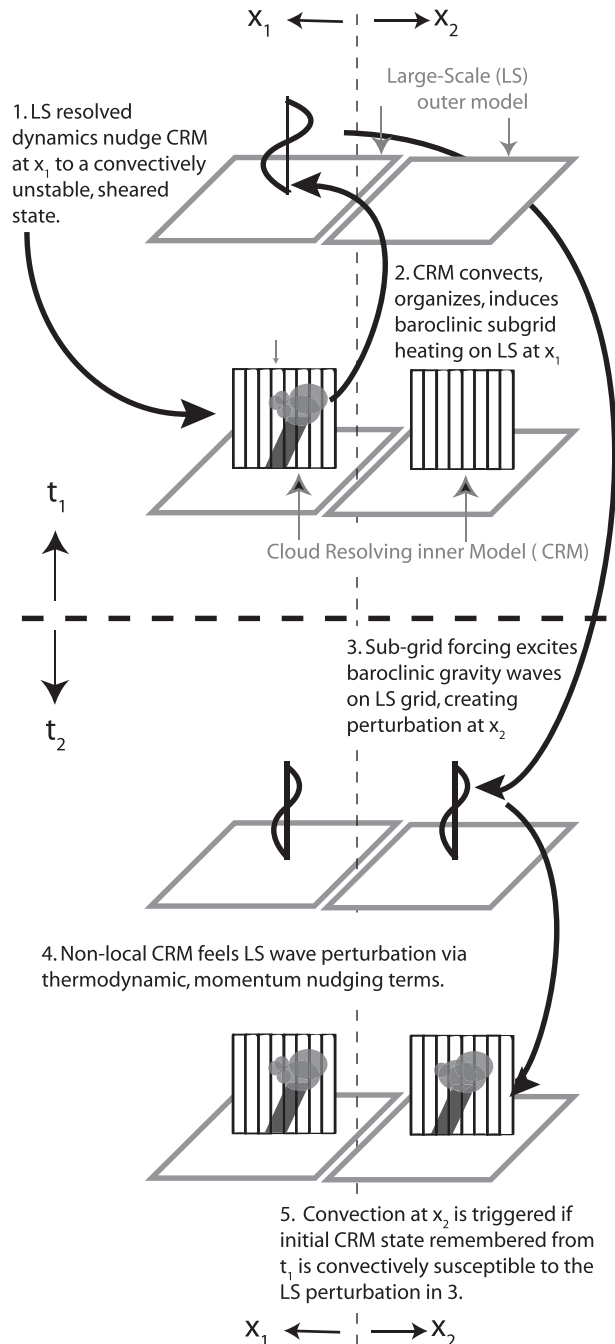 x1 x2
Large-Scale (LS)
outer model
1. LS resolved
dynamics nudge CRM
at x1 to a convectively
unstable, sheared
state.
2. CRM convects,
organizes, induces
baroclinic subgrid
heating on LS at x1
t1
Cloud Resolving inner Model ( CRM)
3. Sub-grid forcing excites
baroclinic gravity waves
on LS grid, creating
perturbation at x2
t2
4. Non-local CRM feels LS wave perturbation via
thermodynamic, momentum nudging terms.
5. Convection at x2 is triggered if
initial CRM state remembered from
t1 is convectively susceptible to the
LS perturbation in 3.
x1 x2